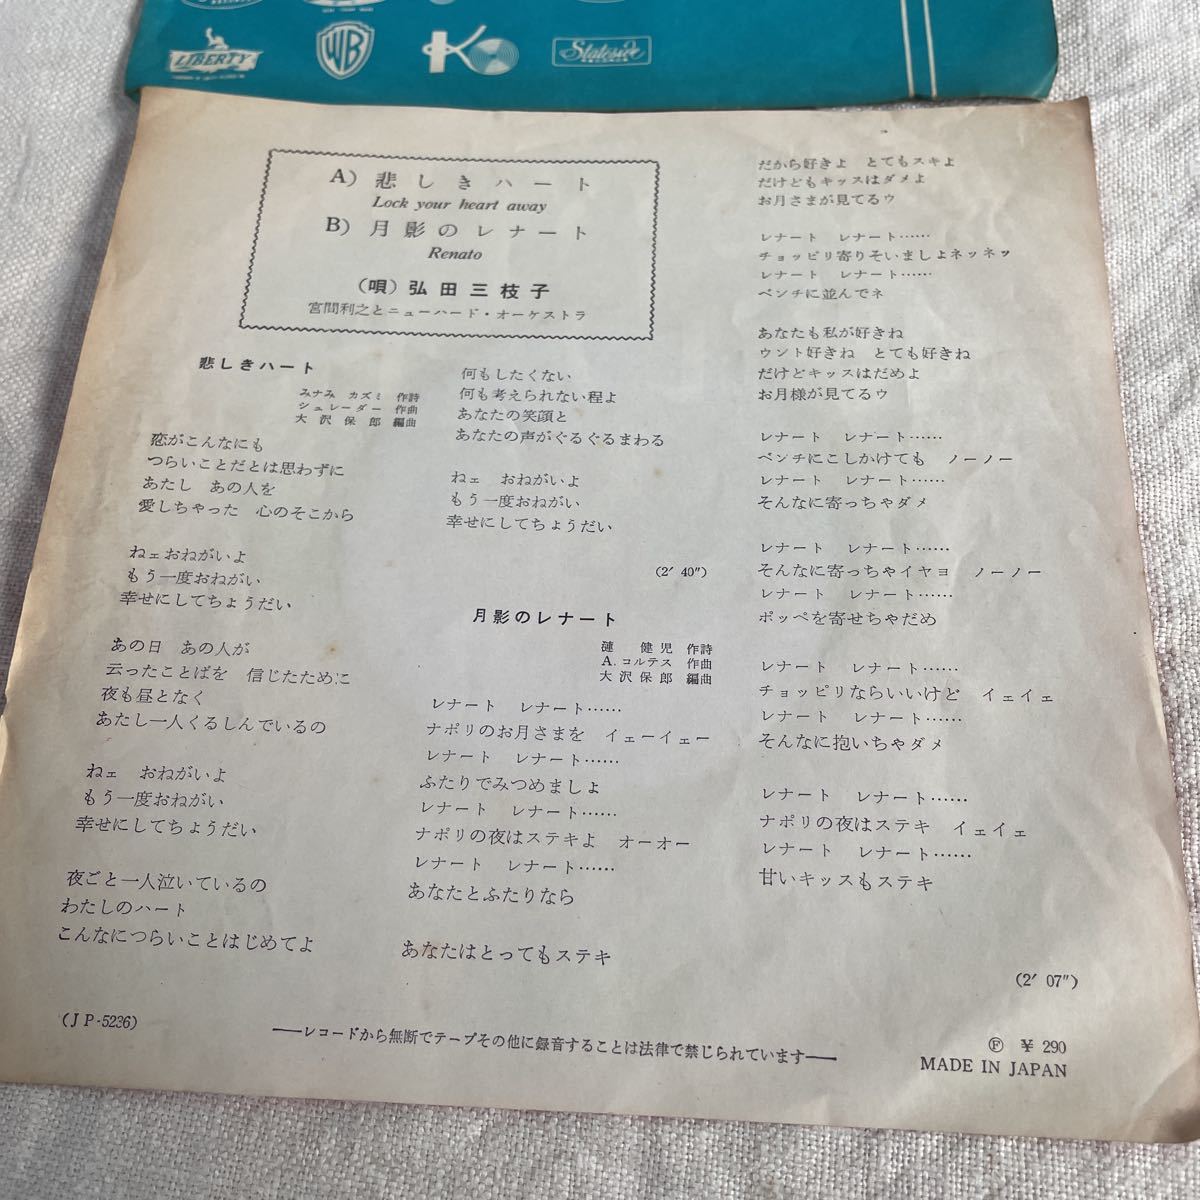 LIBERTY
WB
K
Stateside
A) 悲しきハート
Lock your heart away
B) 月影のレナート
Renato
(唄) 弘田三枝子
宮間利之とニューハード・オーケストラ
悲しきハート
みナみ カズミ 作詩
シュレーダー 作曲
大沢保郎 編曲
恋がこんなにも
つらいことだとは思わずに
あたし あの人を
愛しちゃった 心のそこから
ねェおねがいよ
もう一度おねがい
幸せにしてちょうだい
あの日 あの人が
云ったことばを 信じたために
夜も昼となく
あたし一人くるしんでいるの
ねェ おねがいよ
もう一度おねがい
幸せにしてちょうだい
夜ごと一人泣いているの
わたしのハート
こんなにつらいことはじめてよ
何もしたくない
何も考えられない程よ
あなたの笑顔と
あなたの声がぐるぐるまわる
ねェ おねがいよ
もう一度おねがい
幸せにしてちょうだい
(2′ 40″)
月影のレナート
漣 健児 作詩
A. コルテス 作曲
大沢保郎 編曲
レナート レナート……
ナポリのお月さまを イェーイェー
レナート レナート……
ふたりでみつめましょ
レナート レナート……
ナポリの夜はステキよ オーオー
レナート レナート……
あなたとふたりなら
あなたはとってもステキ
だから好きよ とてもスキよ
だけどもキッスはダメよ
お月さまが見てるウ
レナート レナート……
チョッピリ寄りそいましょネッネッ
レナート レナート……
ベンチに並んでネ
あなたも私が好きね
ウント好きね とても好きね
だけどキッスはだめよ
お月様が見てるウ
レナート レナート……
ベンチにこしかけても ノーノー
レナート レナート……
そんなに寄っちゃダメ
レナート レナート……
そんなに寄っちゃイヤヨ ノーノー
レナート レナート……
ポッペを寄せちゃだめ
レナート レナート……
チョッピリならいいけど イェイェ
レナート レナート……
そんなに抱いちゃダメ
レナート レナート……
ナポリの夜はステキ イェイェ
レナート レナート……
甘いキッスもステキ
(2′ 07″)
(JP-5236)
——レコードから無断でテープその他に録音することは法律で禁じられています——
Ⓕ ¥ 290
MADE IN JAPAN